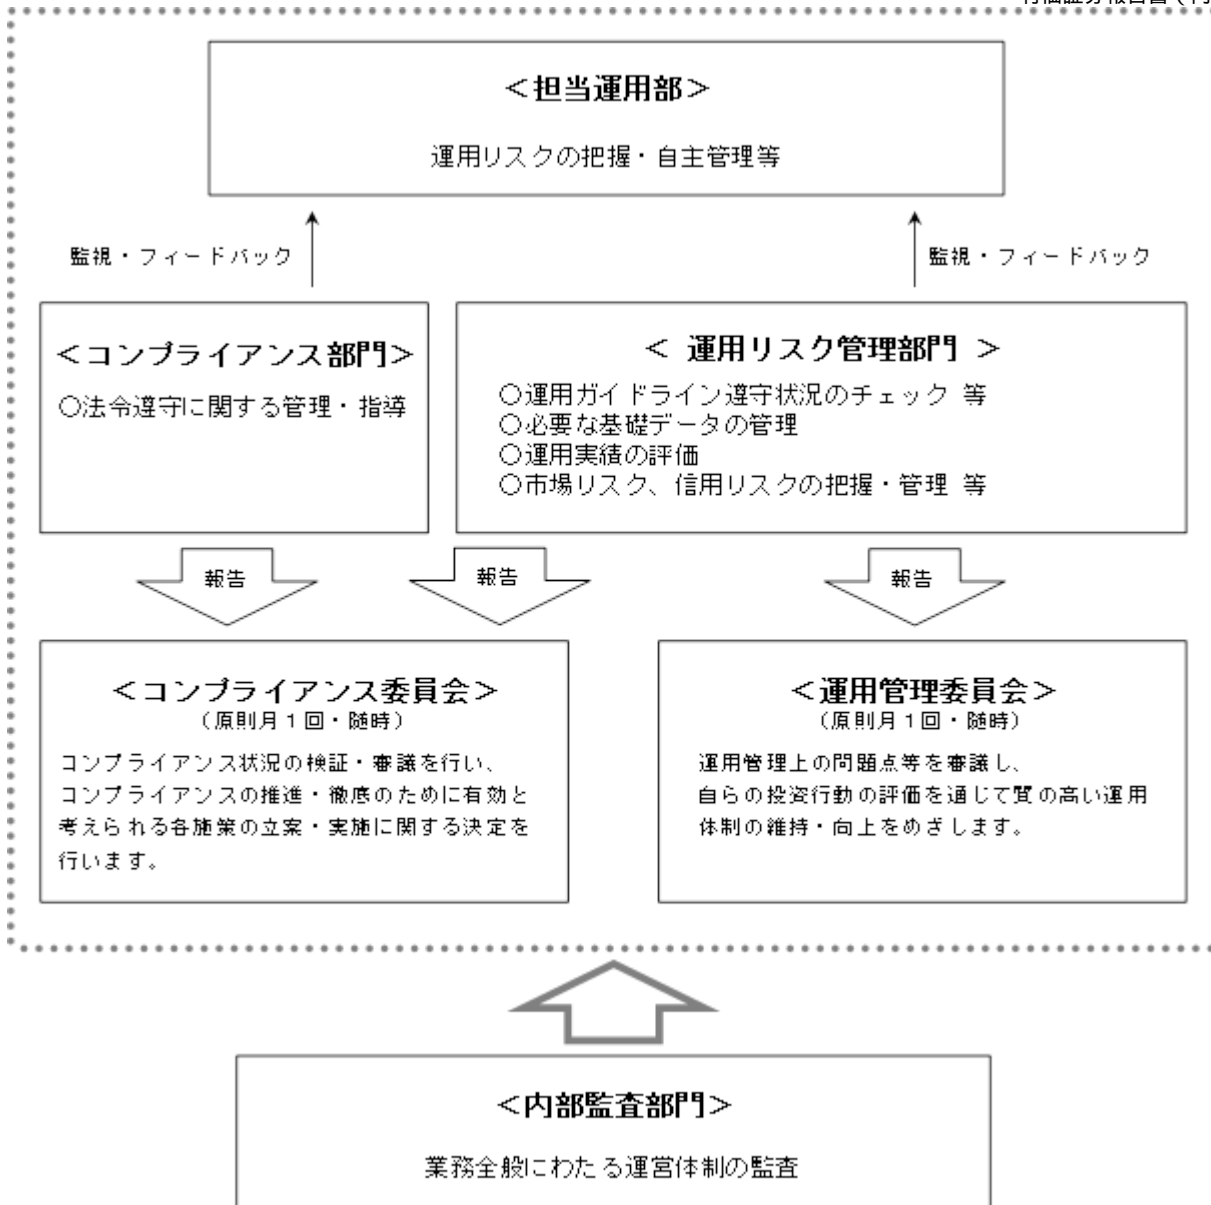 有価証券報告書（内
＜担当運用部＞
運用リスクの把握・自主管理等
監視・フィードバック
監視・フィードバック
＜コンプライアンス部門＞
○法令遵守に関する管理・指導
＜ 運用リスク管理部門 ＞
○運用ガイドライン遵守状況のチェック 等
○必要な基礎データの管理
○運用実績の評価
○市場リスク、信用リスクの把握・管理 等
報告
報告
報告
＜コンプライアンス委員会＞
（原則月１回・随時）
コンプライアンス状況の検証・審議を行い、
コンプライアンスの推進・徹底のために有効と
考えられる各施策の立案・実施に関する決定を
行います。
＜運用管理委員会＞
（原則月１回・随時）
運用管理上の問題点等を審議し、
自らの投資行動の評価を通じて質の高い運用
体制の維持・向上をめざします。
＜内部監査部門＞
業務全般にわたる運営体制の監査